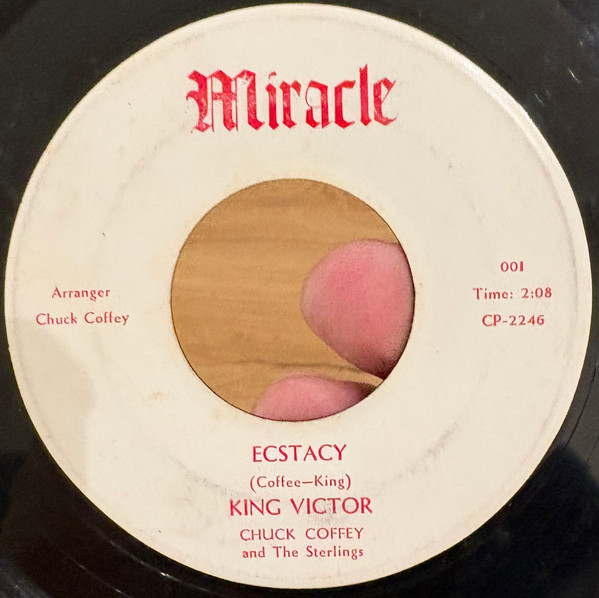 Miracle
Arranger
Chuck Coffey
001
Time: 2:08
CP-2246
ECSTACY
(Coffee—King)
KING VICTOR
CHUCK COFFEY
and The Sterlings